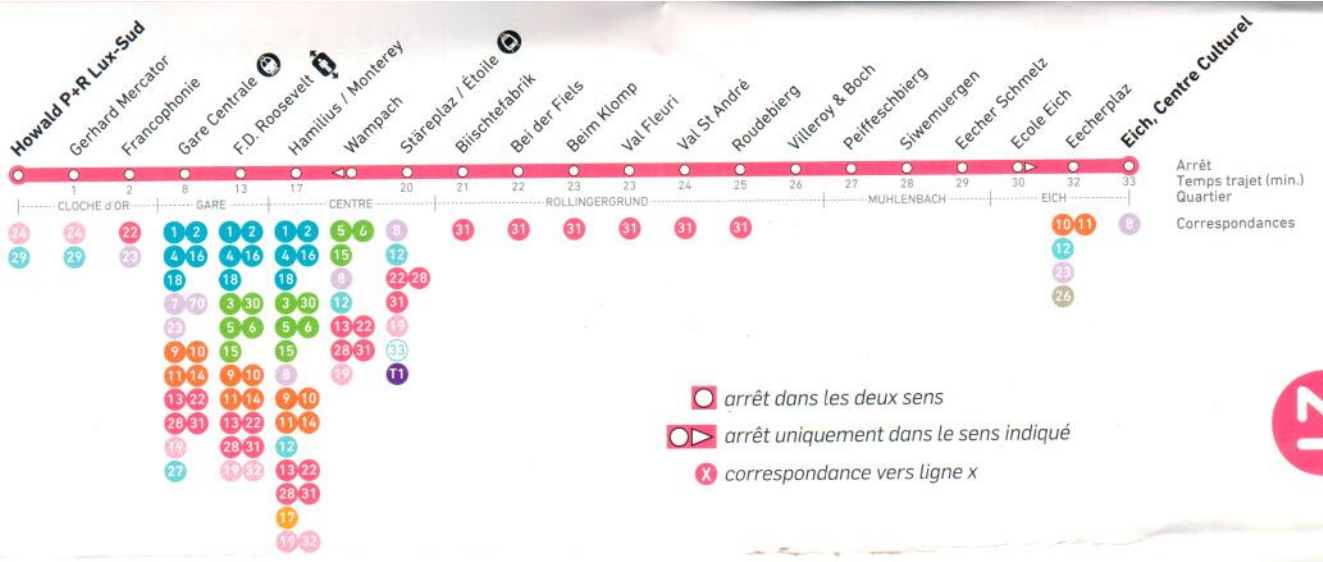 Howald P+R Lux-Sud
Gerhard Mercator
Francophonie
Gare Centrale
F.D. Roosevelt
Hamilius / Monterey
Wampach
Stäreplaz / Étoile
Biischtefabrik
Bei der Fiels
Beim Klomp
Val Fleuri
Val St André
Roudebierg
Villeroy & Boch
Peiffeschbierg
Siwemuergen
Eecher Schmelz
Ecole Eich
Eecherplaz
Eich, Centre Culturel
Arrêt
1 2 8 13 17 20 21 22 23 23 24 25 26 27 28 29 30 32 33 Temps trajet (min.)
CLOCHE d'OR GARE CENTRE ROLLINGERGRUND MUHLENBACH EICH Quartier
24 24 22 1 2 1 2 1 2 5 6 8 31 31 31 31 31 31 10 11 8 Correspondances
29 29 23 4 16 4 16 4 16 15 12 12
18 18 18 8 22 28 23
7 70 3 30 3 30 12 31 26
23 5 6 5 6 13 22 19
9 10 15 15 28 31 33
11 14 9 10 8 19 T1
13 22 11 14 9 10
28 31 13 22 11 14
19 28 31 12
27 19 32 13 22
28 31
17
19 32
arrêt dans les deux sens
arrêt uniquement dans le sens indiqué
X correspondance vers ligne x